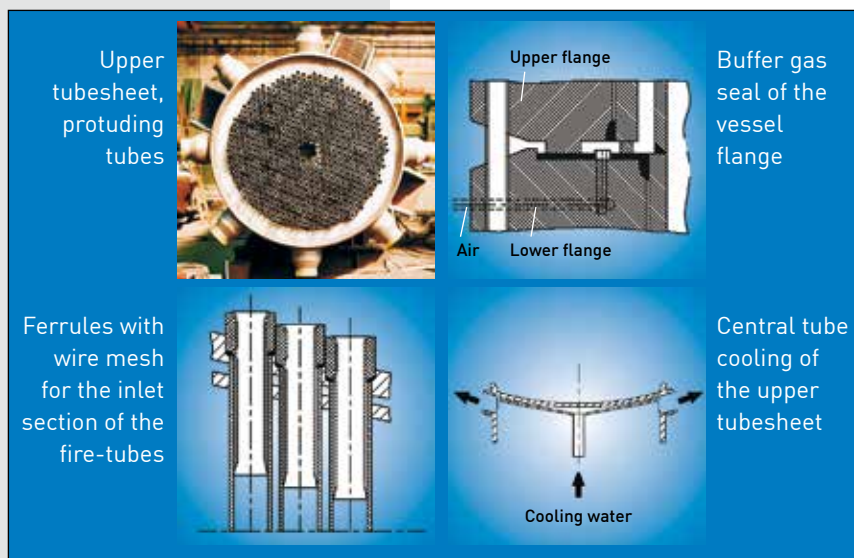 Upper
tubesheet,
protuding
tubes
Upper flange
Air
Lower flange
Buffer gas
seal of the
vessel
flange
Ferrules with
wire mesh
for the inlet
section of the
fire-tubes
Cooling water
Central tube
cooling of
the upper
tubesheet